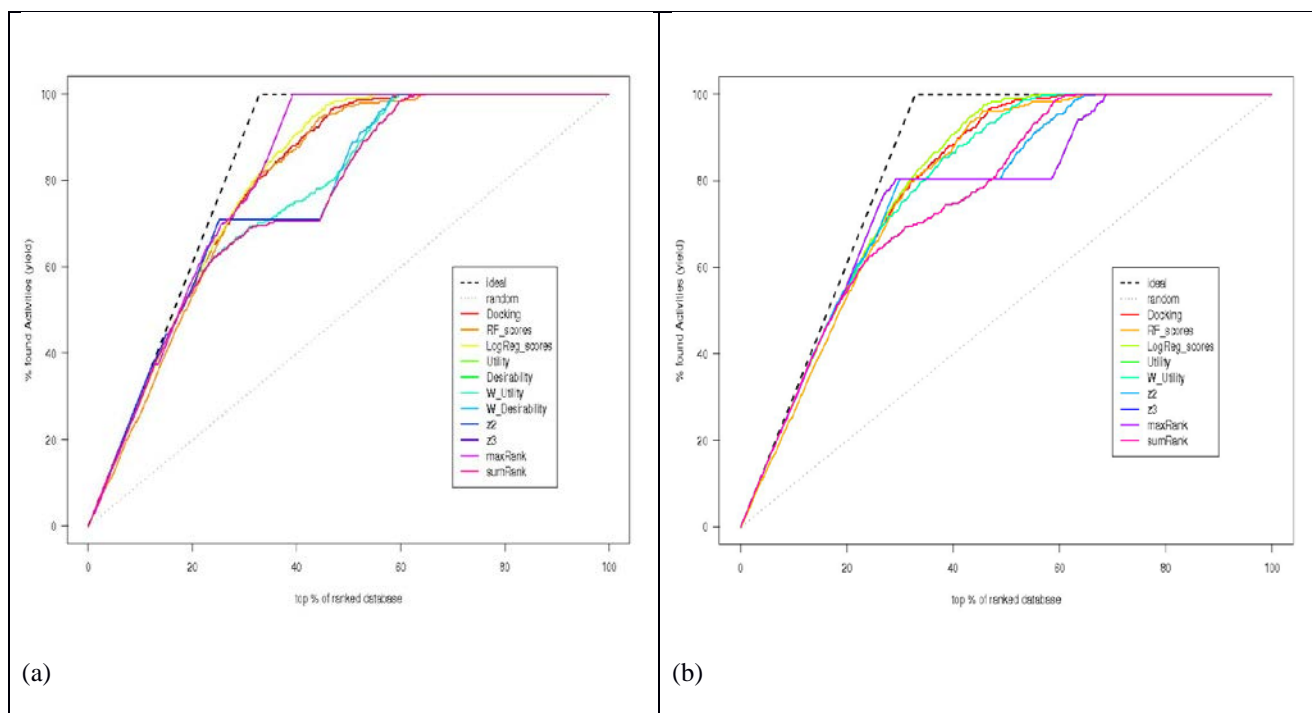 % found Activities (yield)
100
80
60
40
20
0
ideal
random
Docking
RF_scores
LogReg_scores
Utility
Desirability
W_Utility
W_Desirability
z2
z3
maxRank
sumRank
0 20 40 60 80 100
top % of ranked database
(a)
% found Activities (yield)
100
80
60
40
20
0
ideal
random
Docking
RF_scores
LogReg_scores
Utility
W_Utility
z2
z3
maxRank
sumRank
0 20 40 60 80 100
top % of ranked database
(b)